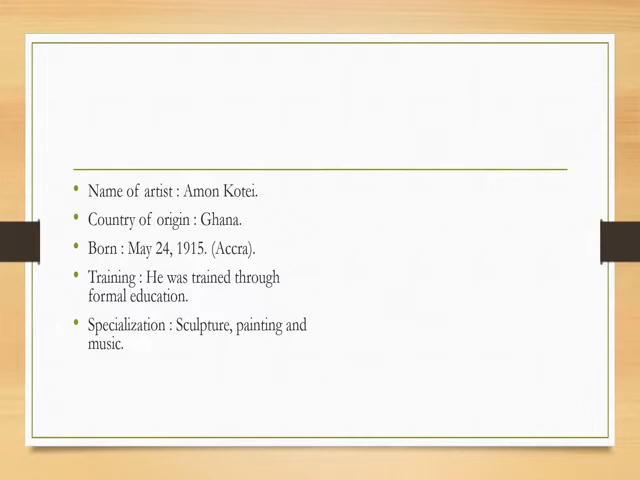 • Name of artist : Amon Kotei.
• Country of origin : Ghana.
• Born : May 24, 1915. (Accra).
• Training : He was trained through
formal education.
• Specialization : Sculpture, painting and
music.